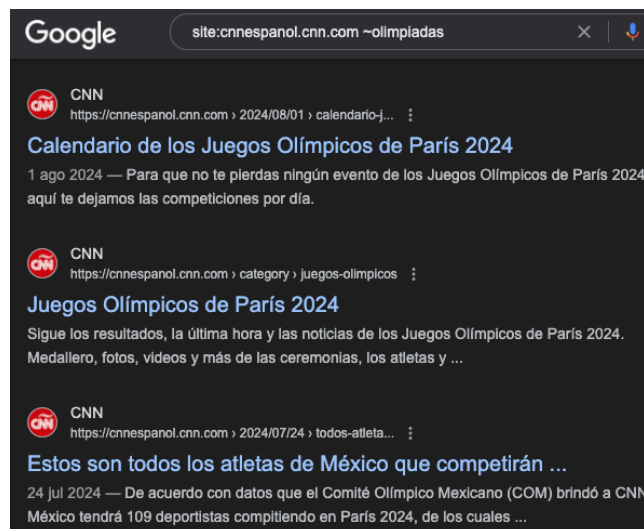 Google
site:cnnespanol.cnn.com ~olimpiadas
CNN
CNN
https://cnnespanol.cnn.com › 2024/08/01 › calendario-j...
Calendario de los Juegos Olímpicos de París 2024
1 ago 2024 — Para que no te pierdas ningún evento de los Juegos Olímpicos de París 2024
aquí te dejamos las competiciones por día.
CNN
CNN
https://cnnespanol.cnn.com › category › juegos-olimpicos
Juegos Olímpicos de París 2024
Sigue los resultados, la última hora y las noticias de los Juegos Olímpicos de París 2024.
Medallero, fotos, videos y más de las ceremonias, los atletas y ...
CNN
CNN
https://cnnespanol.cnn.com › 2024/07/24 › todos-atleta...
Estos son todos los atletas de México que competirán ...
24 jul 2024 — De acuerdo con datos que el Comité Olímpico Mexicano (COM) brindó a CNN
México tendrá 109 deportistas compitiendo en París 2024, de los cuales ...